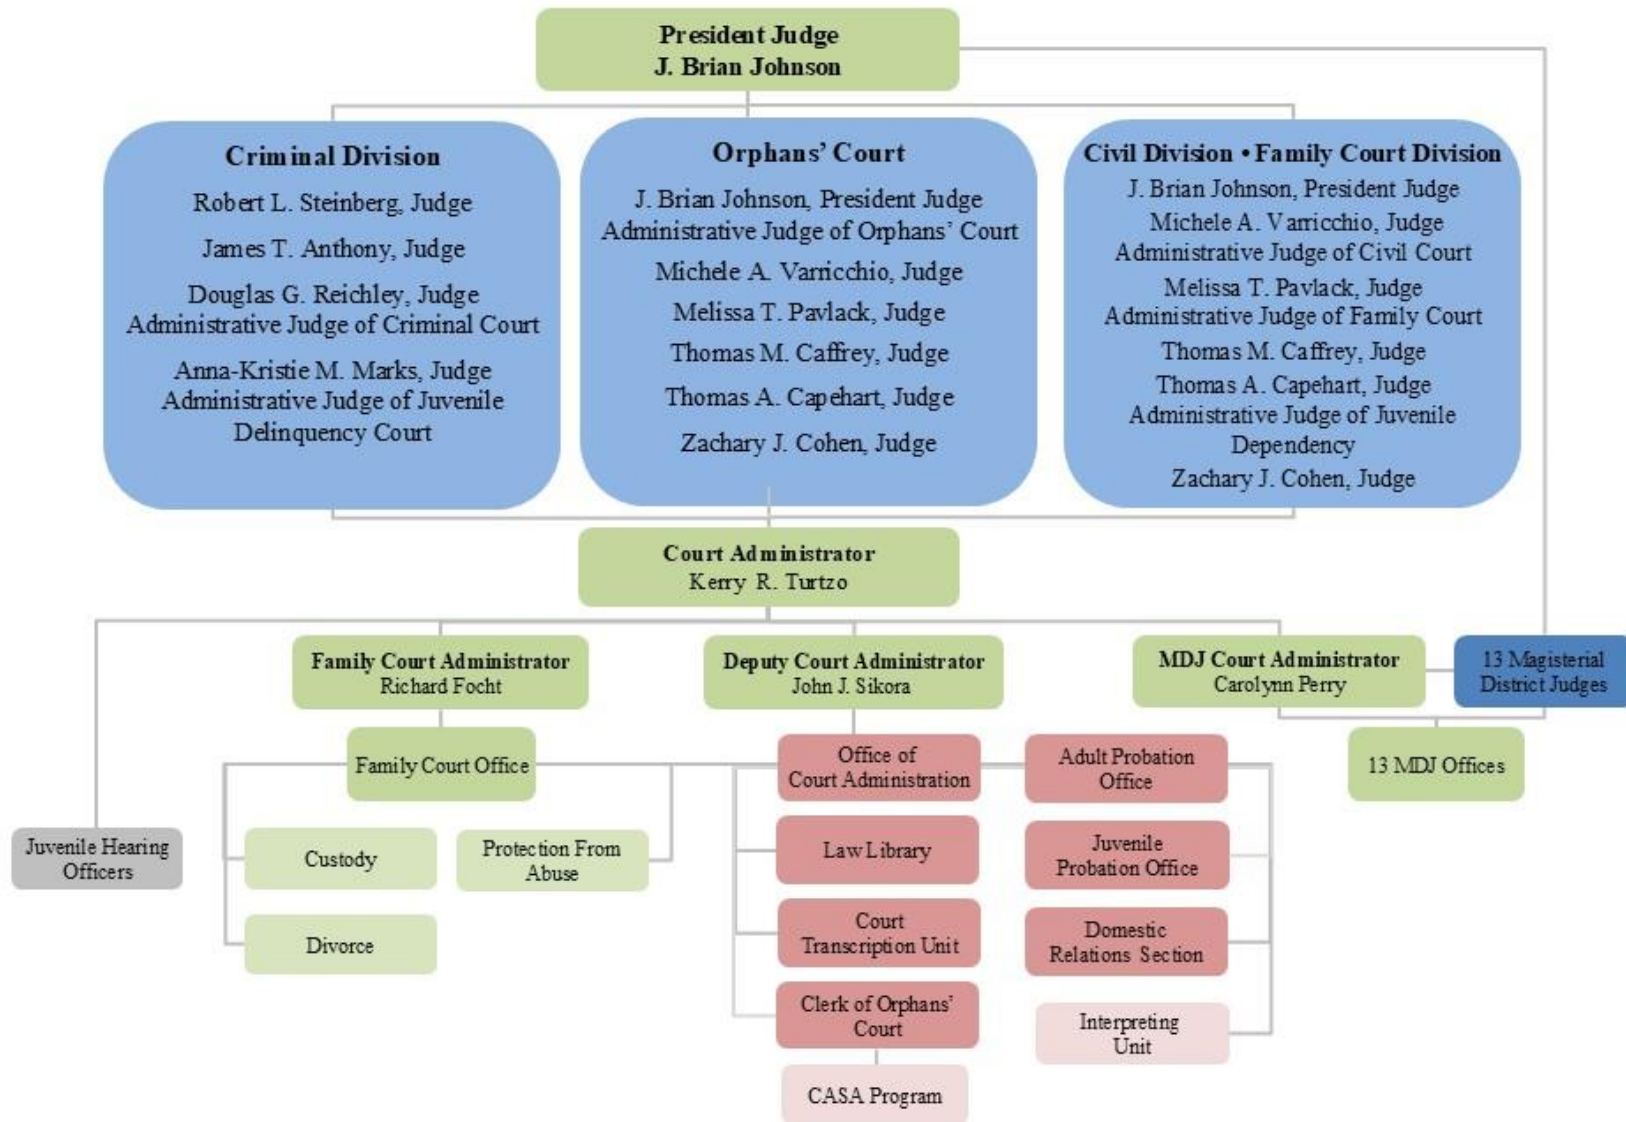 President Judge
J. Brian Johnson
Criminal Division
Robert L. Steinberg, Judge
James T. Anthony, Judge
Douglas G. Reichley, Judge
Administrative Judge of Criminal Court
Anna-Kristie M. Marks, Judge
Administrative Judge of Juvenile
Delinquency Court
Orphans’ Court
J. Brian Johnson, President Judge
Administrative Judge of Orphans’ Court
Michele A. Varricchio, Judge
Melissa T. Pavlack, Judge
Thomas M. Caffrey, Judge
Thomas A. Capehart, Judge
Zachary J. Cohen, Judge
Civil Division • Family Court Division
J. Brian Johnson, President Judge
Michele A. Varricchio, Judge
Administrative Judge of Civil Court
Melissa T. Pavlack, Judge
Administrative Judge of Family Court
Thomas M. Caffrey, Judge
Thomas A. Capehart, Judge
Administrative Judge of Juvenile
Dependency
Zachary J. Cohen, Judge
Court Administrator
Kerry R. Turtzo
Family Court Administrator
Richard Focht
Deputy Court Administrator
John J. Sikora
MDJ Court Administrator
Carolynn Perry
13 Magisterial
District Judges
Family Court Office
Office of
Court Administration
Adult Probation
Office
13 MDJ Offices
Juvenile Hearing
Officers
Custody
Protection From
Abuse
Law Library
Juvenile
Probation Office
Divorce
Court
Transcription Unit
Domestic
Relations Section
Clerk of Orphans’
Court
Interpreting
Unit
CASA Program